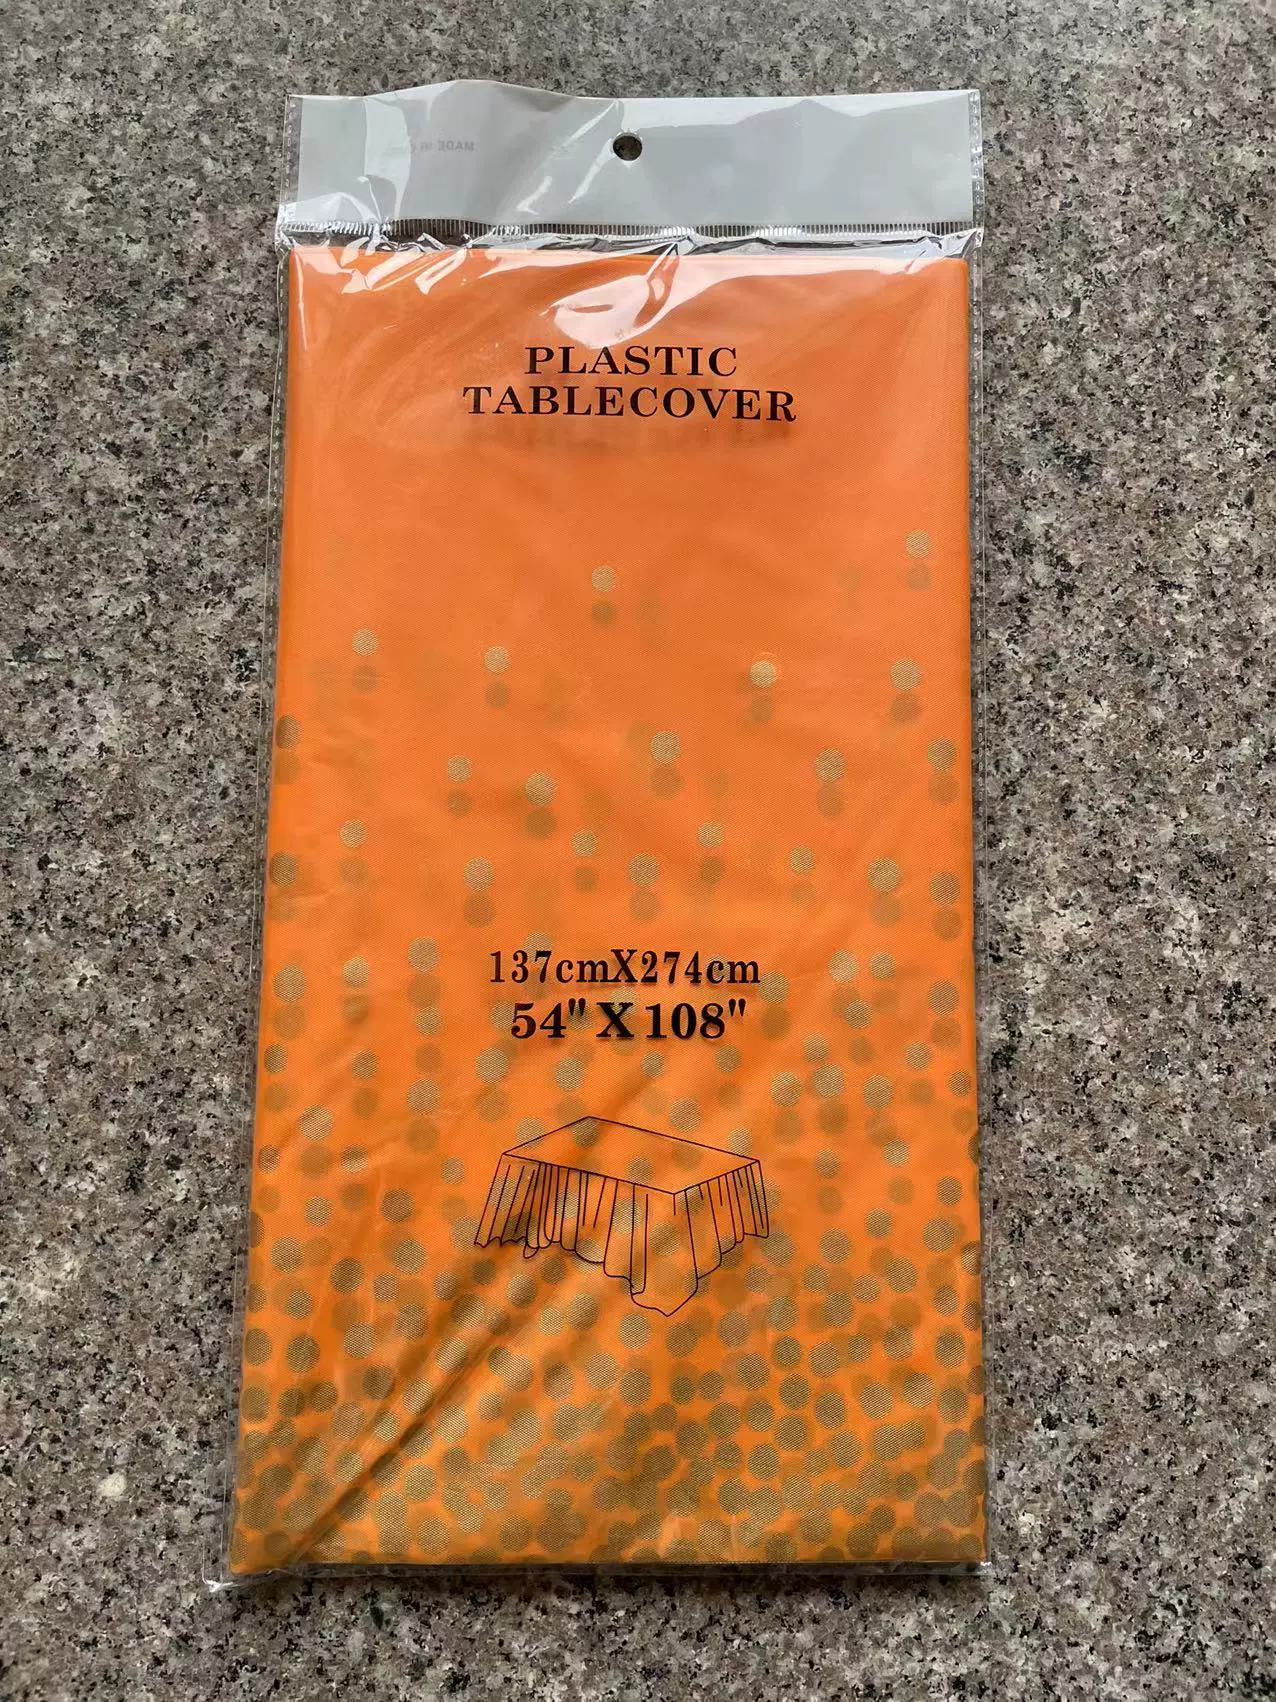 PLASTIC
TABLECOVER
137cmX274cm
54" X 108"